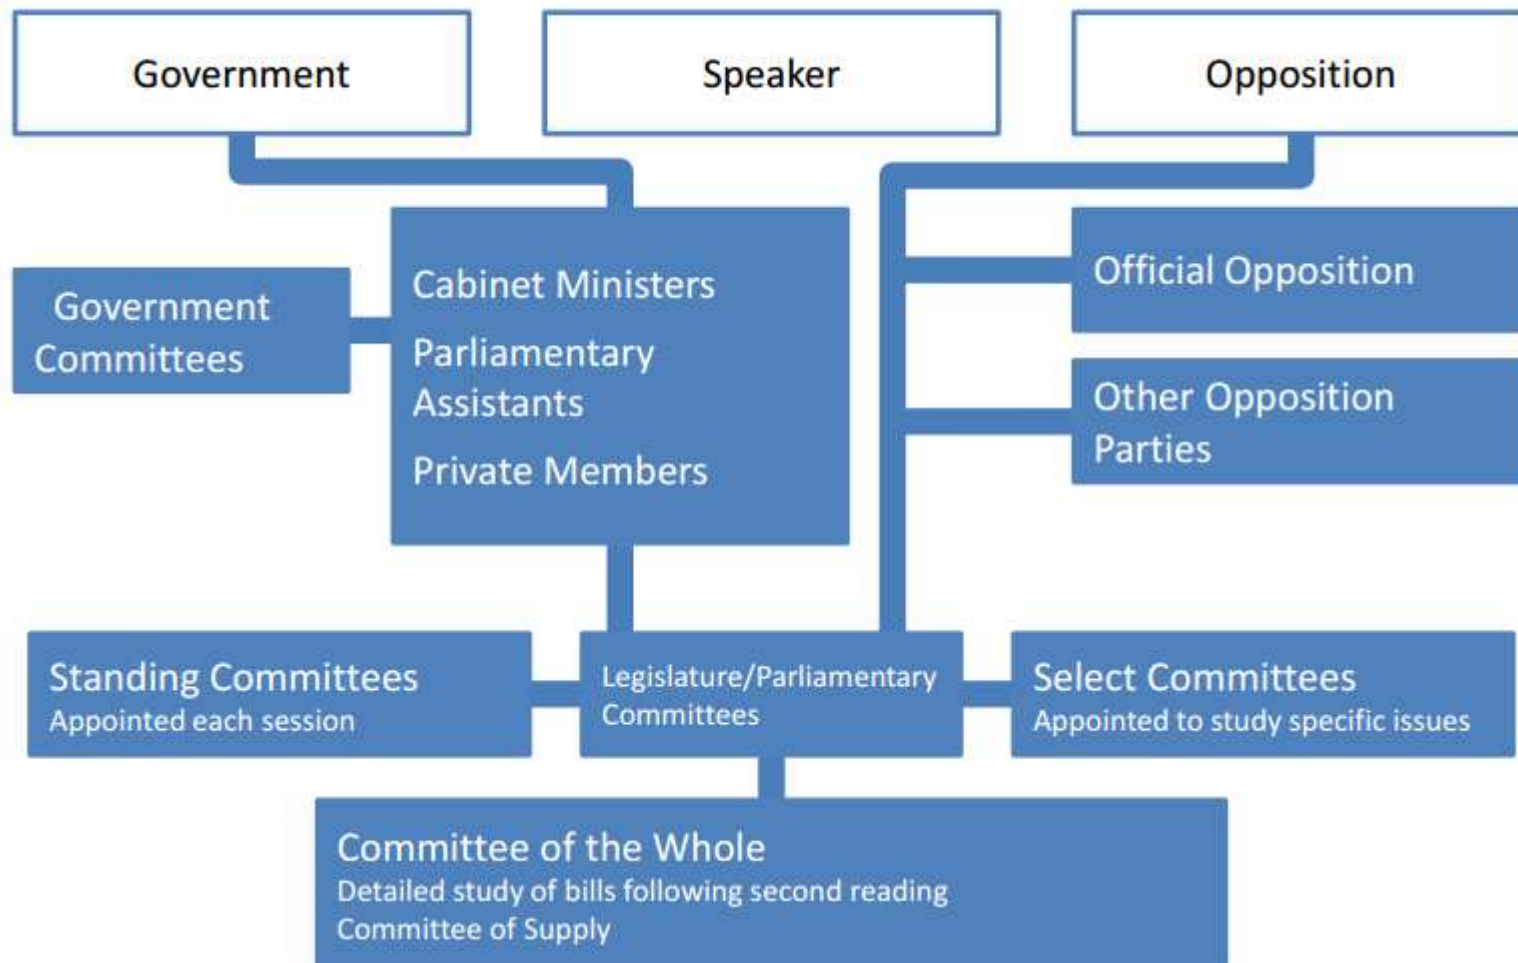 Government
Speaker
Opposition
Government
Committees
Cabinet Ministers
Parliamentary
Assistants
Private Members
Official Opposition
Other Opposition
Parties
Standing Committees
Appointed each session
Legislature/Parliamentary
Committees
Select Committees
Appointed to study specific issues
Committee of the Whole
Detailed study of bills following second reading
Committee of Supply